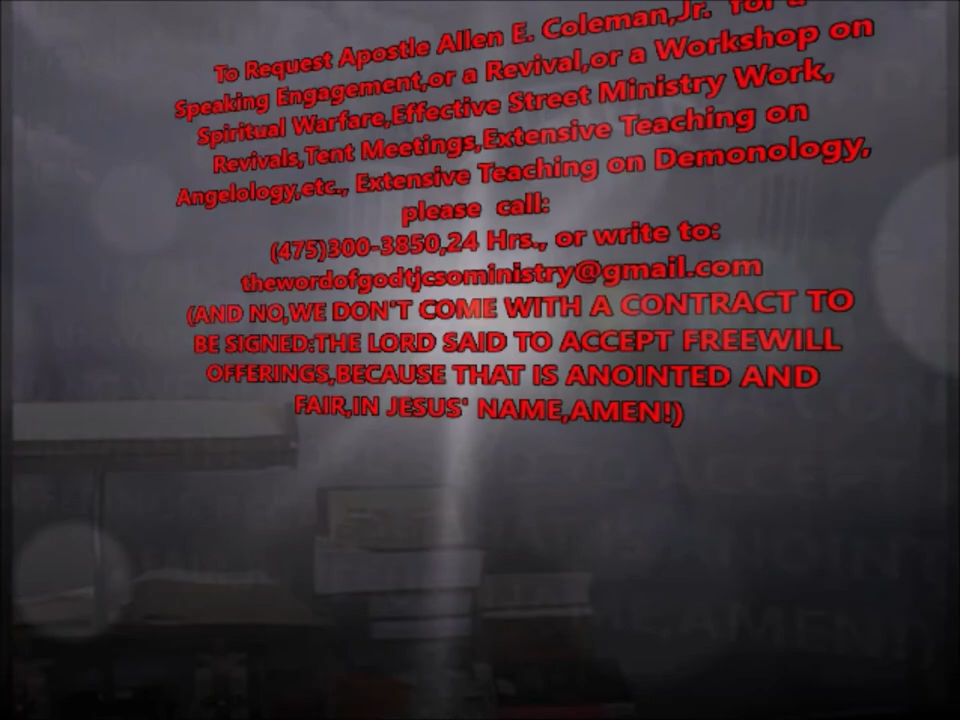 To Request Apostle Allen E. Coleman,Jr. for a
Speaking Engagement,or a Revival,or a Workshop on
Spiritual Warfare,Effective Street Ministry Work,
Revivals,Tent Meetings,Extensive Teaching on
Angelology,etc., Extensive Teaching on Demonology,
please call:
(475)300-3850,24 Hrs., or write to:
thewordofgodtjcsoministry@gmail.com
(AND NO,WE DON'T COME WITH A CONTRACT TO
BE SIGNED:THE LORD SAID TO ACCEPT FREEWILL
OFFERINGS,BECAUSE THAT IS ANOINTED AND
FAIR,IN JESUS' NAME,AMEN!)